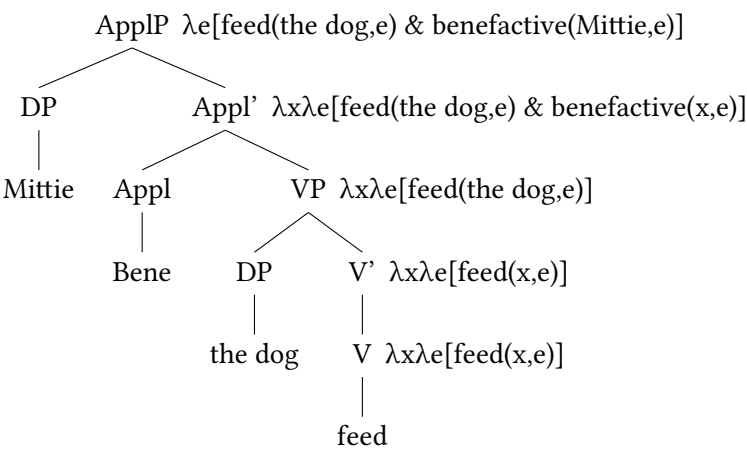 ApplP λe[feed(the dog,e) & benefactive(Mittie,e)]
DP Appl’ λxλe[feed(the dog,e) & benefactive(x,e)]
Mittie Appl VP λxλe[feed(the dog,e)]
Bene DP V’ λxλe[feed(x,e)]
the dog V λxλe[feed(x,e)]
feed